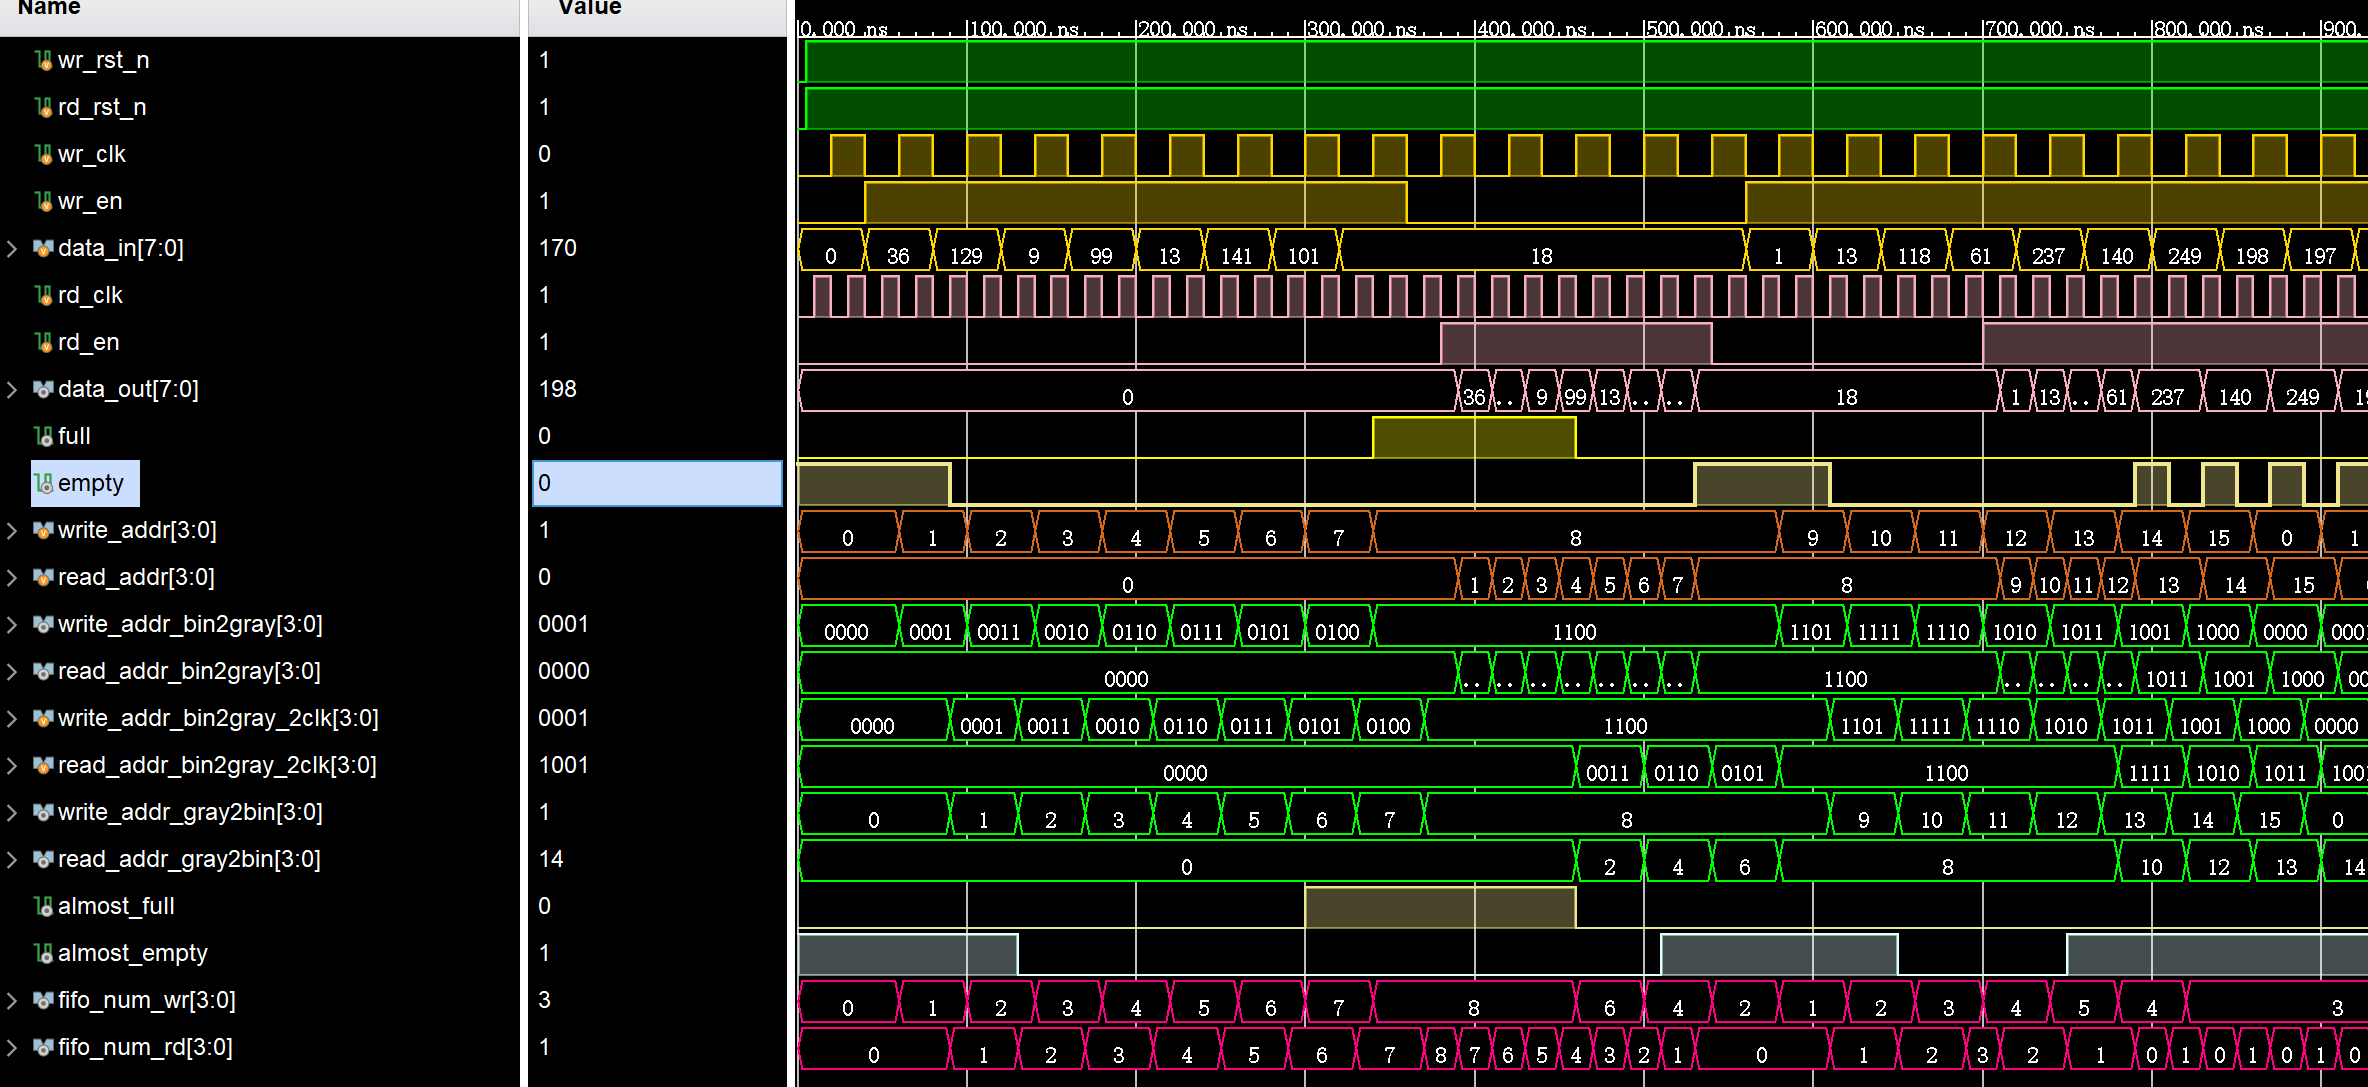 Name Value 0.000 ns 100.000 ns 200.000 ns 300.000 ns 400.000 ns 500.000 ns 600.000 ns 700.000 ns 800.000 ns 900.
wr_rst_n 1
rd_rst_n 1
wr_clk 0
wr_en 1
data_in[7:0] 170 0 36 129 9 99 13 141 101 18 1 13 118 61 237 140 249 198 197
rd_clk 1
rd_en 1
data_out[7:0] 198 0 36 .. 9 99 13 .. .. 18 1 13 .. 61 237 140 249
full 0
empty 0
write_addr[3:0] 1 0 1 2 3 4 5 6 7 8 9 10 11 12 13 14 15 0 1
read_addr[3:0] 0 0 1 2 3 4 5 6 7 8 9 10 11 12 13 14 15
write_addr_bin2gray[3:0] 0001 0000 0001 0011 0010 0110 0111 0101 0100 1100 1101 1111 1110 1010 1011 1001 1000 0000 0001
read_addr_bin2gray[3:0] 0000 0000 .. .. .. .. .. .. .. 1100 .. .. .. .. 1011 1001 1000 00
write_addr_bin2gray_2clk[3:0] 0001 0000 0001 0011 0010 0110 0111 0101 0100 1100 1101 1111 1110 1010 1011 1001 1000 0000
read_addr_bin2gray_2clk[3:0] 1001 0000 0011 0110 0101 1100 1111 1010 1011 1001
write_addr_gray2bin[3:0] 1 0 1 2 3 4 5 6 7 8 9 10 11 12 13 14 15 0
read_addr_gray2bin[3:0] 14 0 2 4 6 8 10 12 13 14
almost_full 0
almost_empty 1
fifo_num_wr[3:0] 3 0 1 2 3 4 5 6 7 8 6 4 2 1 2 3 4 5 4 3
fifo_num_rd[3:0] 1 0 1 2 3 4 5 6 7 8 7 6 5 4 3 2 1 0 1 2 3 2 1 0 1 0 1 0 1 0